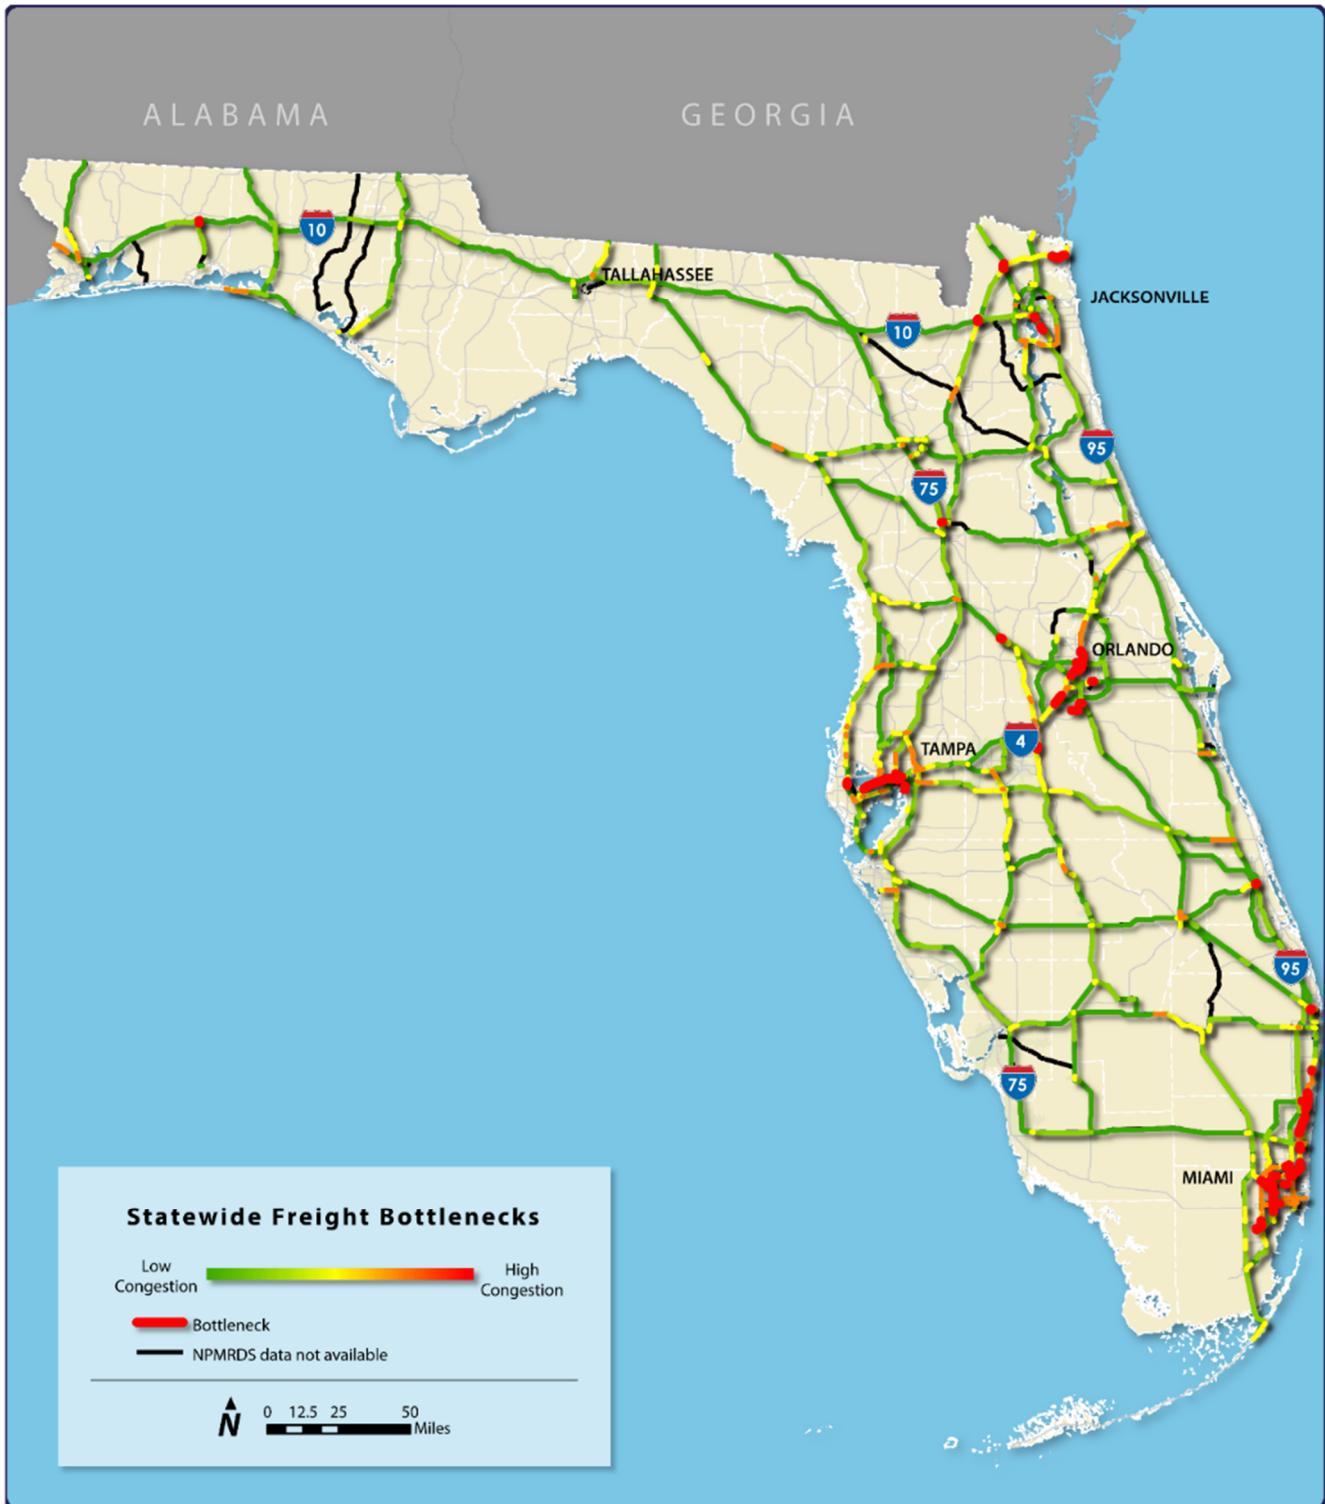 ALABAMA
GEORGIA
10
TALLAHASSEE
JACKSONVILLE
10
95
75
ORLANDO
TAMPA
4
95
75
MIAMI
Statewide Freight Bottlenecks
Low
Congestion
High
Congestion
Bottleneck
NPMRDS data not available
N
0 12.5 25 50
Miles